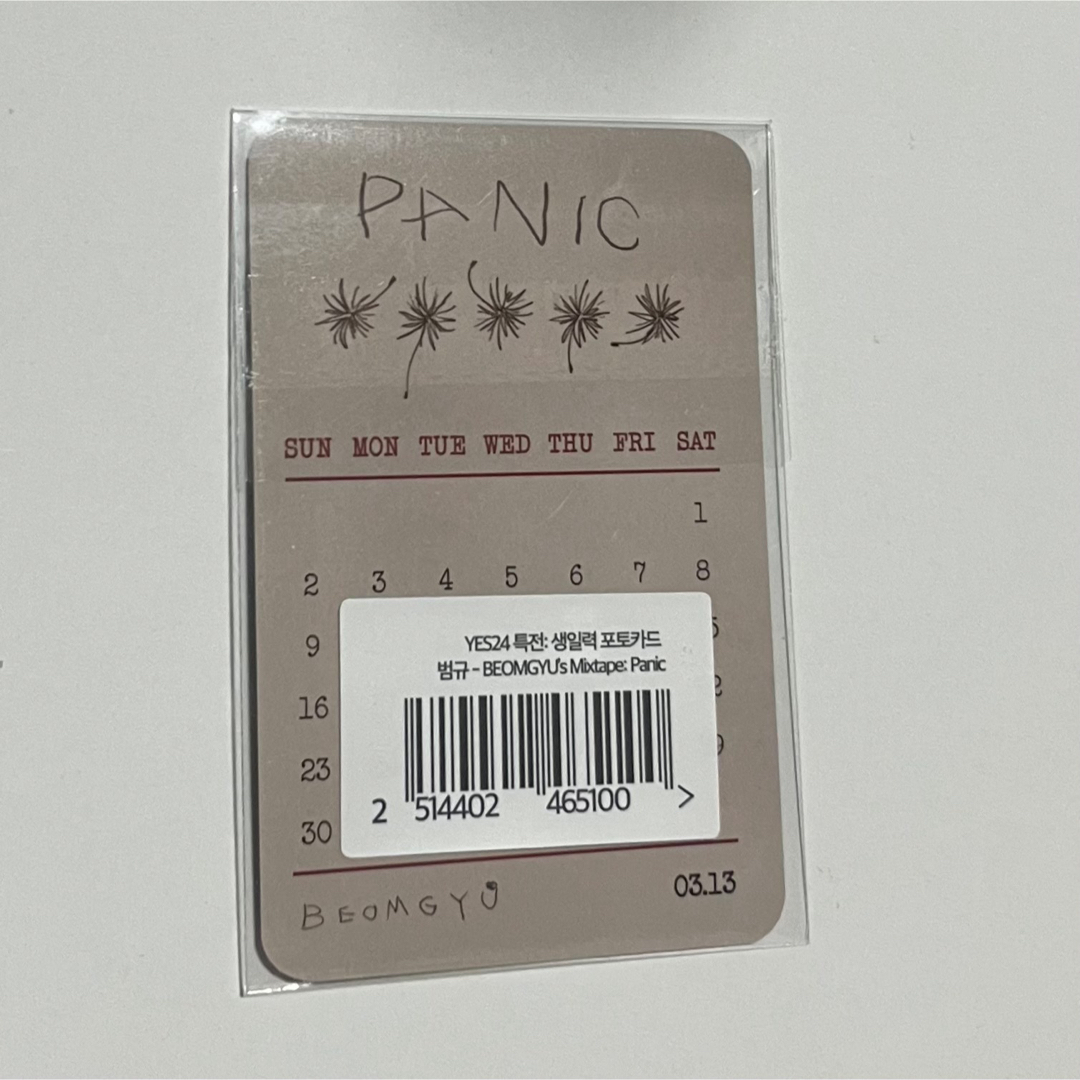 PANIC
SUN MON TUE WED THU FRI SAT
1
2 3 4 5 6 7 8
9
16
23
30
YES24 특전: 생일력 포토카드
범규 - BEOMGYU's Mixtape: Panic
2 514402 465100 >
BEOMGYU 03.13